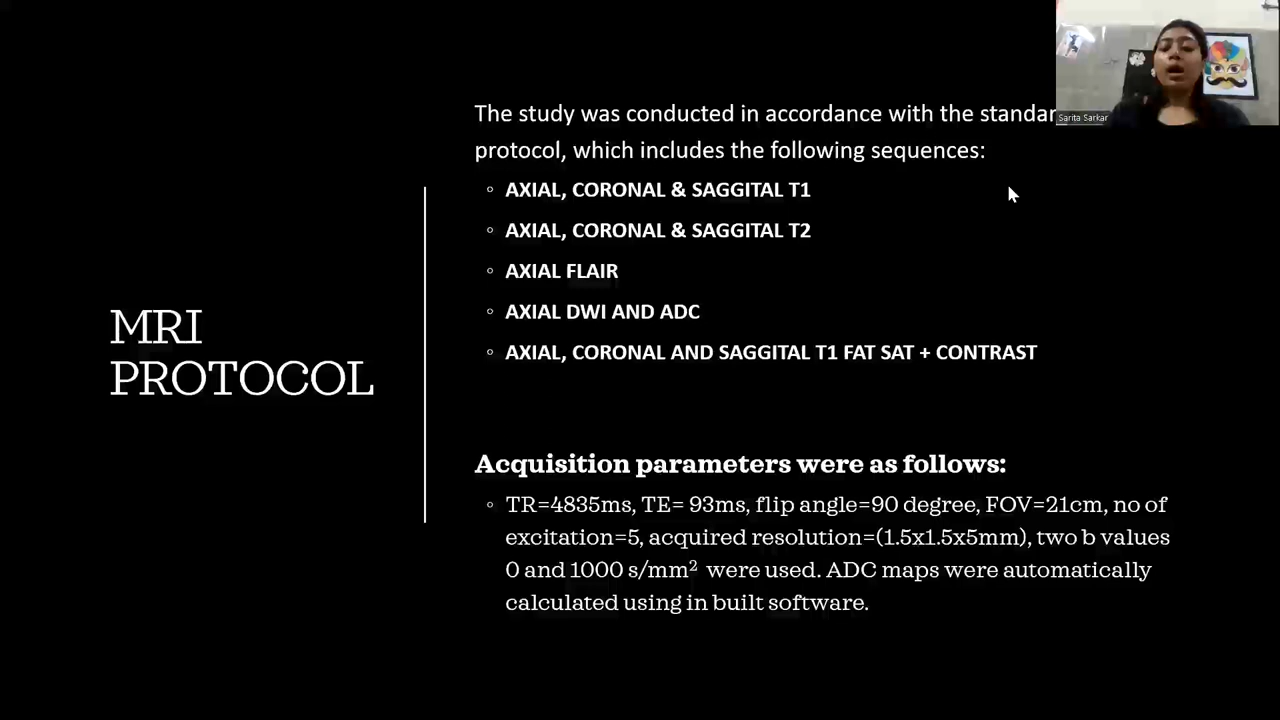 The study was conducted in accordance with the standar
protocol, which includes the following sequences:
AXIAL, CORONAL & SAGGITAL T1
AXIAL, CORONAL & SAGGITAL T2
AXIAL FLAIR
AXIAL DWI AND ADC
AXIAL, CORONAL AND SAGGITAL T1 FAT SAT + CONTRAST
MRI
PROTOCOL
Acquisition parameters were as follows:
TR=4835ms, TE= 93ms, flip angle=90 degree, FOV=21cm, no of
excitation=5, acquired resolution=(1.5x1.5x5mm), two b values
0 and 1000 s/mm² were used. ADC maps were automatically
calculated using in built software.
Sarita Sarkar